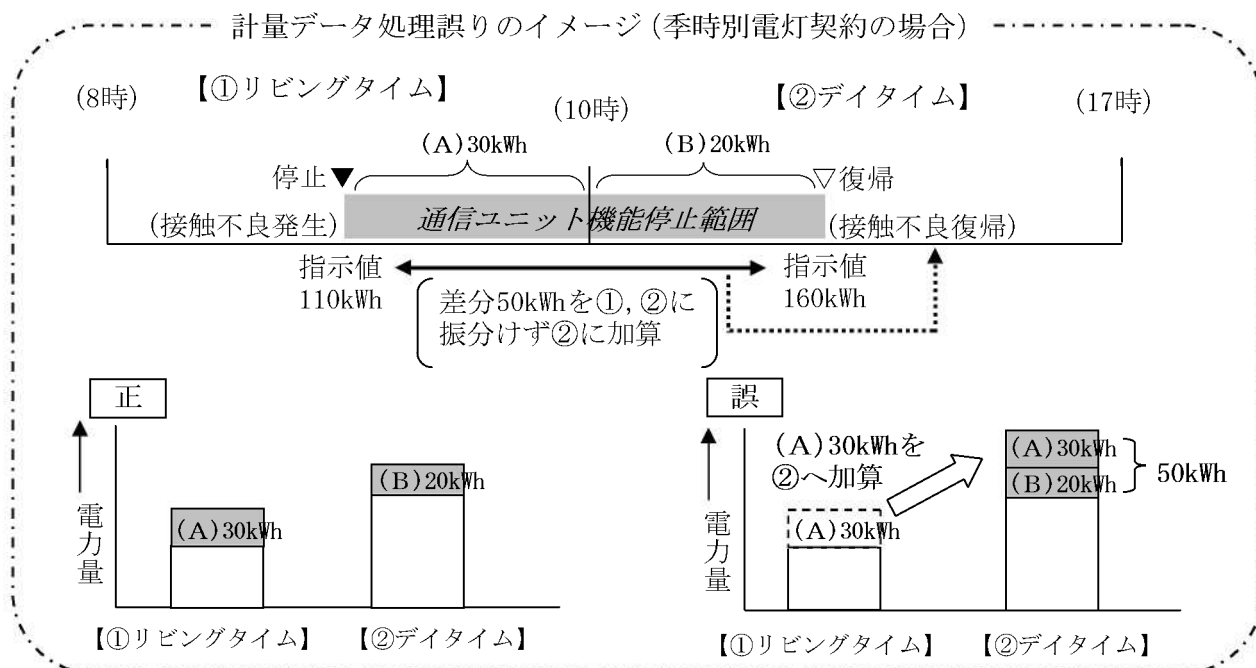 計量データ処理誤りのイメージ(季時別電灯契約の場合)
(8時)
【①リビングタイム】
(10時)
【②デイタイム】
(17時)
(A)30kWh
(B)20kWh
停止▼
▽復帰
(接触不良発生)
通信ユニット機能停止範囲
(接触不良復帰)
指示値
110kWh
指示値
160kWh
差分50kWhを①,②に
振分けず②に加算
正
電力量
(A)30kWh
(B)20kWh
【①リビングタイム】
【②デイタイム】
誤
電力量
(A)30kWhを
②へ加算
(A)30kWh
(A)30kWh
(B)20kWh
50kWh
【①リビングタイム】
【②デイタイム】